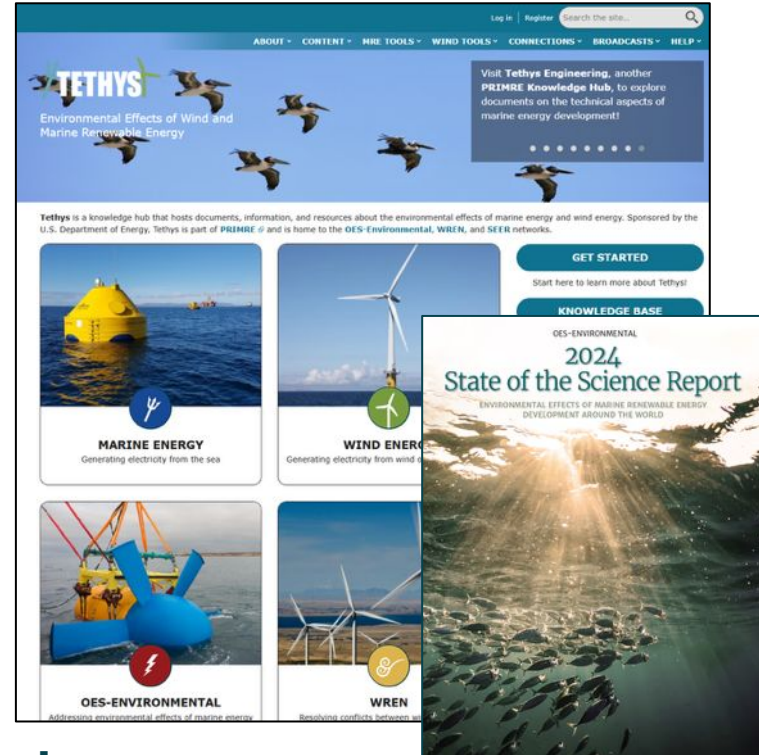 Log in | Register Search the site...
ABOUT CONTENT MRE TOOLS WIND TOOLS CONNECTIONS BROADCASTS HELP
TETHYS
Environmental Effects of Wind and
Marine Renewable Energy
Visit Tethys Engineering, another
PRIMRE Knowledge Hub, to explore
documents on the technical aspects of
marine energy development!
Tethys is a knowledge hub that hosts documents, information, and resources about the environmental effects of marine energy and wind energy. Sponsored by the
U.S. Department of Energy, Tethys is part of PRIMRE and is home to the OES-Environmental, WREN, and SEER networks.
GET STARTED
Start here to learn more about Tethys!
KNOWLEDGE BASE
MARINE ENERGY
Generating electricity from the sea
WIND ENERG
Generating electricity from wind
OES-ENVIRONMENTAL
Addressing environmental effects of marine energy
WREN
Resolving conflicts between
OES-ENVIRONMENTAL
2024
State of the Science Report
ENVIRONMENTAL EFFECTS OF MARINE RENEWABLE ENERGY
DEVELOPMENT AROUND THE WORLD